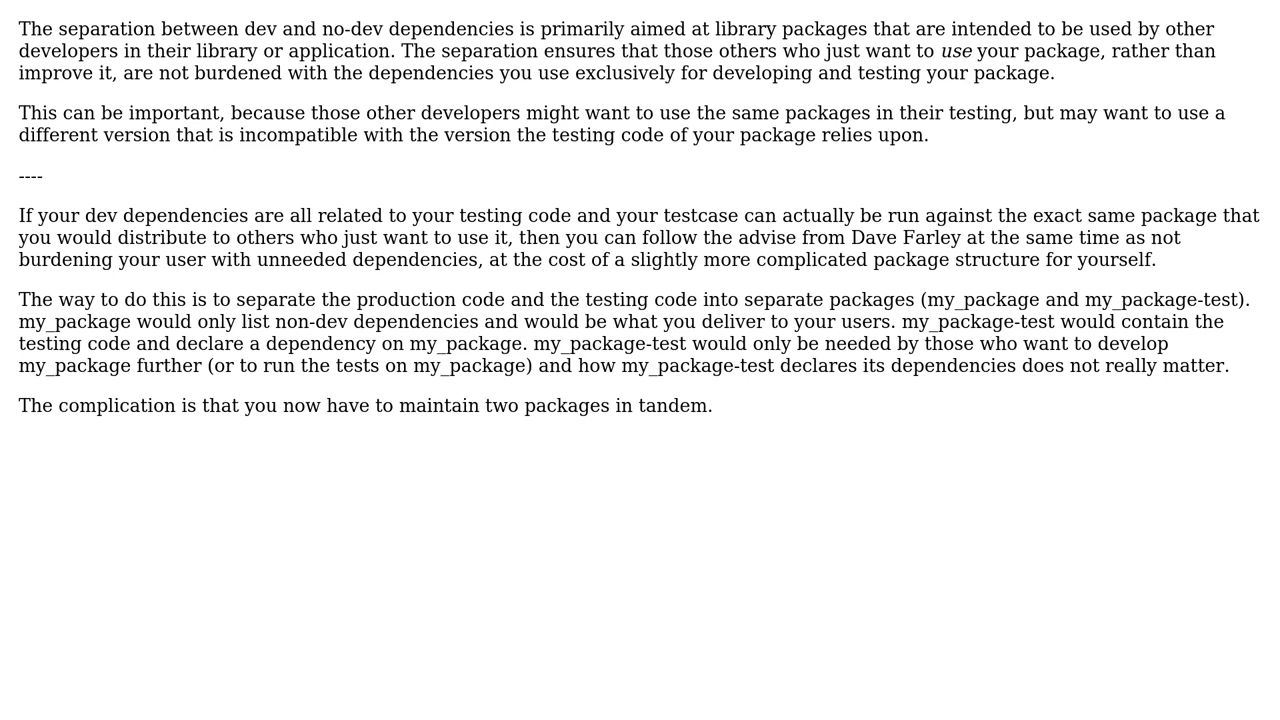 The separation between dev and no-dev dependencies is primarily aimed at library packages that are intended to be used by other
developers in their library or application. The separation ensures that those others who just want to use your package, rather than
improve it, are not burdened with the dependencies you use exclusively for developing and testing your package.
This can be important, because those other developers might want to use the same packages in their testing, but may want to use a
different version that is incompatible with the version the testing code of your package relies upon.
----
If your dev dependencies are all related to your testing code and your testcase can actually be run against the exact same package that
you would distribute to others who just want to use it, then you can follow the advise from Dave Farley at the same time as not
burdening your user with unneeded dependencies, at the cost of a slightly more complicated package structure for yourself.
The way to do this is to separate the production code and the testing code into separate packages (my_package and my_package-test).
my_package would only list non-dev dependencies and would be what you deliver to your users. my_package-test would contain the
testing code and declare a dependency on my_package. my_package-test would only be needed by those who want to develop
my_package further (or to run the tests on my_package) and how my_package-test declares its dependencies does not really matter.
The complication is that you now have to maintain two packages in tandem.